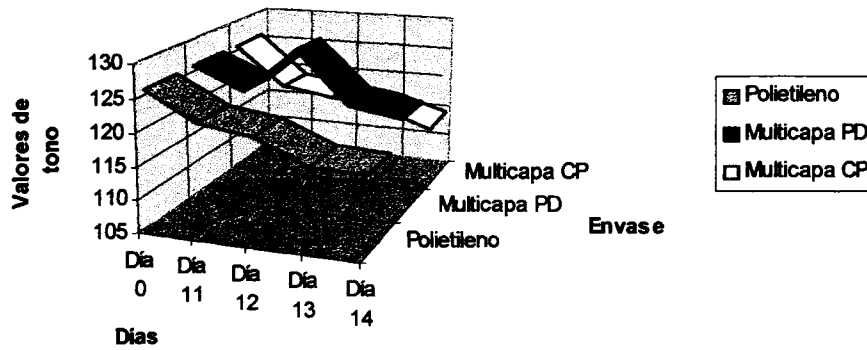 Valores de
tono
130
125
120
115
110
105
Día
0
Día
11
Día
12
Día
13
Día
14
Días
Multicapa CP
Multicapa PD
Polietileno
Envase
Polietileno
Multicapa PD
Multicapa CP